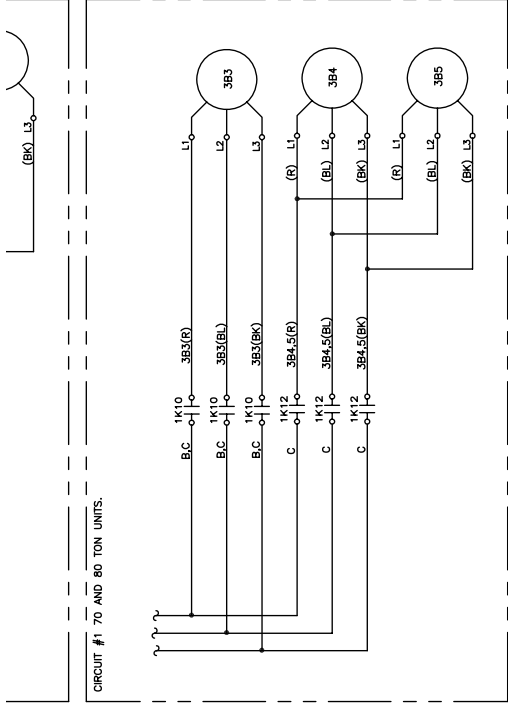 (BK) L3
3B3
3B4
3B5
L1
L2
L3
L1
L2
L3
L1
L2
L3
(R)
(BL)
(BK)
(R)
(BL)
(BK)
3B3(R)
3B3(BL)
3B3(BK)
3B4,5(R)
3B4,5(BL)
3B4,5(BK)
1K10
1K10
1K10
1K12
1K12
1K12
B,C
B,C
B,C
C
C
C
CIRCUIT #1 70 AND 80 TON UNITS.